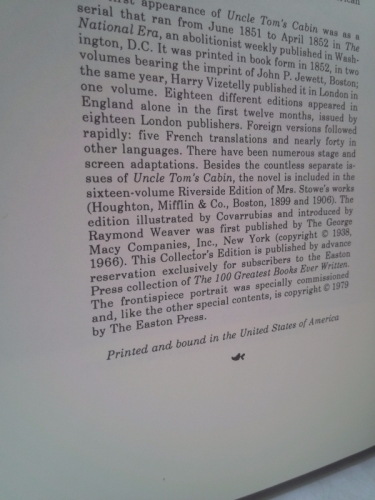 first appearance of Uncle Tom's Cabin was as a
serial that ran from June 1851 to April 1852 in The
National Era, an abolitionist weekly published in Wash-
ington, D.C. It was printed in book form in 1852, in two
volumes bearing the imprint of John P. Jewett, Boston;
the same year, Harry Vizetelly published it in London in
one volume. Eighteen different editions appeared in
England alone in the first twelve months, issued by
eighteen London publishers. Foreign versions followed
rapidly: five French translations and nearly forty in
other languages. There have been numerous stage and
screen adaptations. Besides the countless separate is-
sues of Uncle Tom's Cabin, the novel is included in the
sixteen-volume Riverside Edition of Mrs. Stowe's works
(Houghton, Mifflin & Co., Boston, 1899 and 1906). The
edition illustrated by Covarrubias and introduced by
Raymond Weaver was first published by The George
Macy Companies, Inc., New York (copyright © 1938,
1966). This Collector's Edition is published by advance
reservation exclusively for subscribers to the Easton
Press collection of The 100 Greatest Books Ever Written.
The frontispiece portrait was specially commissioned
and, like the other special contents, is copyright © 1979
by The Easton Press.
Printed and bound in the United States of America